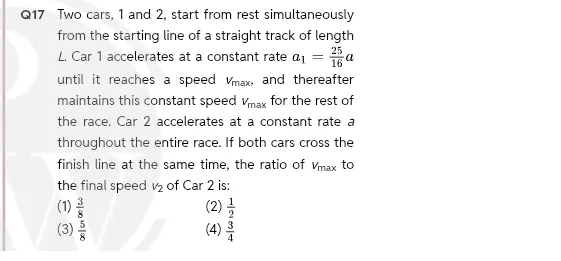 Q17 Two cars, 1 and 2, start from rest simultaneously
from the starting line of a straight track of length
L. Car 1 accelerates at a constant rate a₁ = 25/16 a
until it reaches a speed vmax, and thereafter
maintains this constant speed vmax for the rest of
the race. Car 2 accelerates at a constant rate a
throughout the entire race. If both cars cross the
finish line at the same time, the ratio of vmax to
the final speed v₂ of Car 2 is:
(1) 3/8 (2) 1/2
(3) 5/8 (4) 3/4